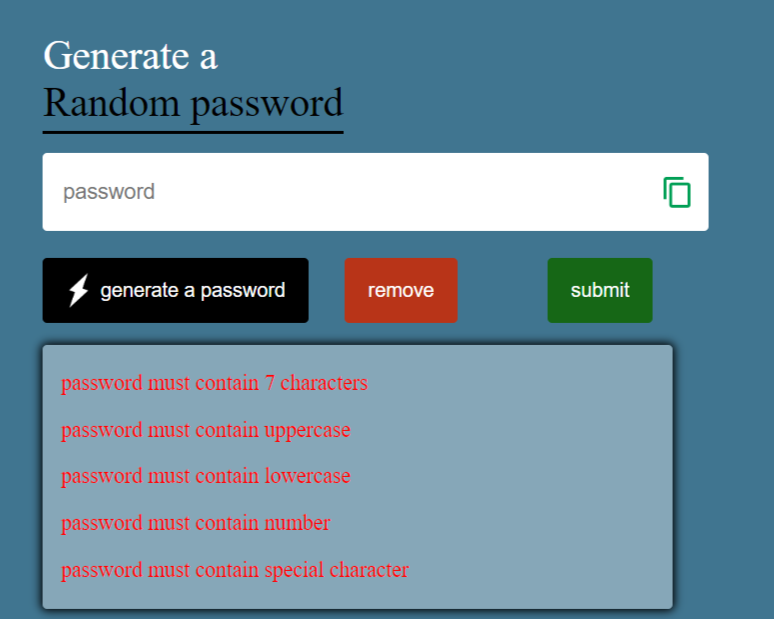 Generate a
Random password
password
generate a password
remove
submit
password must contain 7 characters
password must contain uppercase
password must contain lowercase
password must contain number
password must contain special character